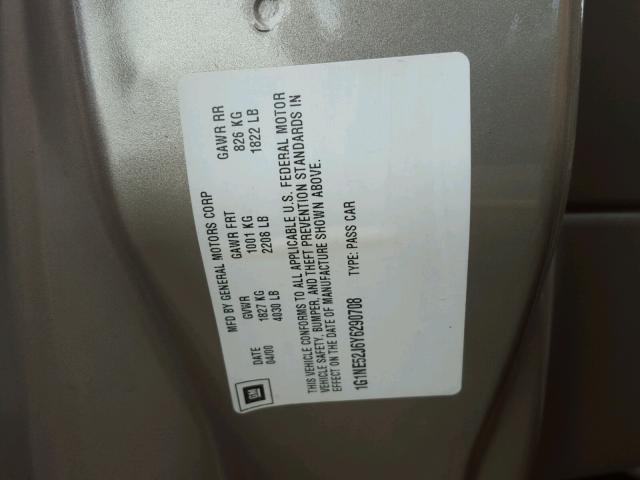 GM
MFD BY GENERAL MOTORS CORP
DATE GVWR GAWR FRT GAWR RR
04/00 1827 KG 1001 KG 826 KG
4030 LB 2208 LB 1822 LB
THIS VEHICLE CONFORMS TO ALL APPLICABLE U.S. FEDERAL MOTOR
VEHICLE SAFETY, BUMPER, AND THEFT PREVENTION STANDARDS IN
EFFECT ON THE DATE OF MANUFACTURE SHOWN ABOVE.
1G1NE52J6Y6290708 TYPE: PASS CAR